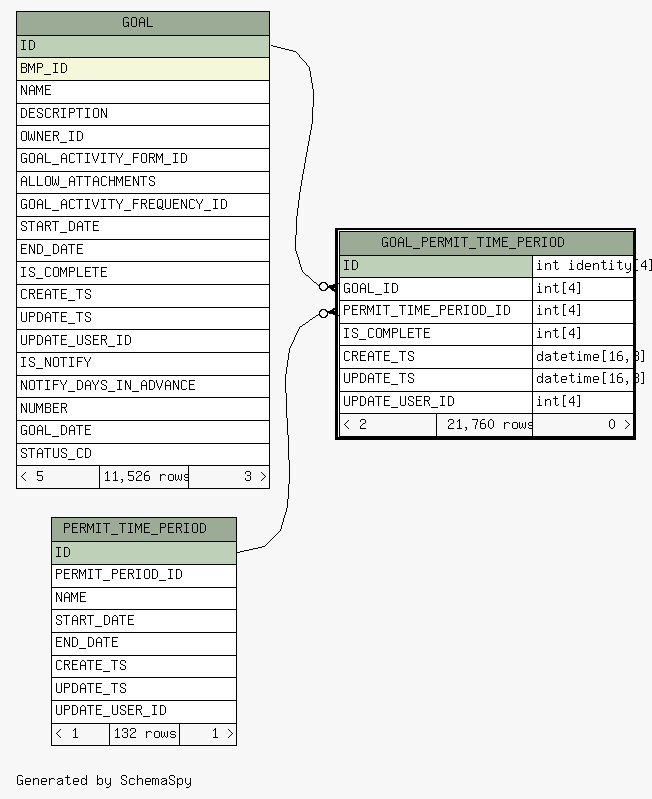 GOAL
ID
BMP_ID
NAME
DESCRIPTION
OWNER_ID
GOAL_ACTIVITY_FORM_ID
ALLOW_ATTACHMENTS
GOAL_ACTIVITY_FREQUENCY_ID
START_DATE
END_DATE
IS_COMPLETE
CREATE_TS
UPDATE_TS
UPDATE_USER_ID
IS_NOTIFY
NOTIFY_DAYS_IN_ADVANCE
NUMBER
GOAL_DATE
STATUS_CD
< 5 11,526 rows 3 >
GOAL_PERMIT_TIME_PERIOD
ID int identity[4]
GOAL_ID int[4]
PERMIT_TIME_PERIOD_ID int[4]
IS_COMPLETE int[4]
CREATE_TS datetime[16,3]
UPDATE_TS datetime[16,3]
UPDATE_USER_ID int[4]
< 2 21,760 rows 0 >
PERMIT_TIME_PERIOD
ID
PERMIT_PERIOD_ID
NAME
START_DATE
END_DATE
CREATE_TS
UPDATE_TS
UPDATE_USER_ID
< 1 132 rows 1 >
Generated by SchemaSpy